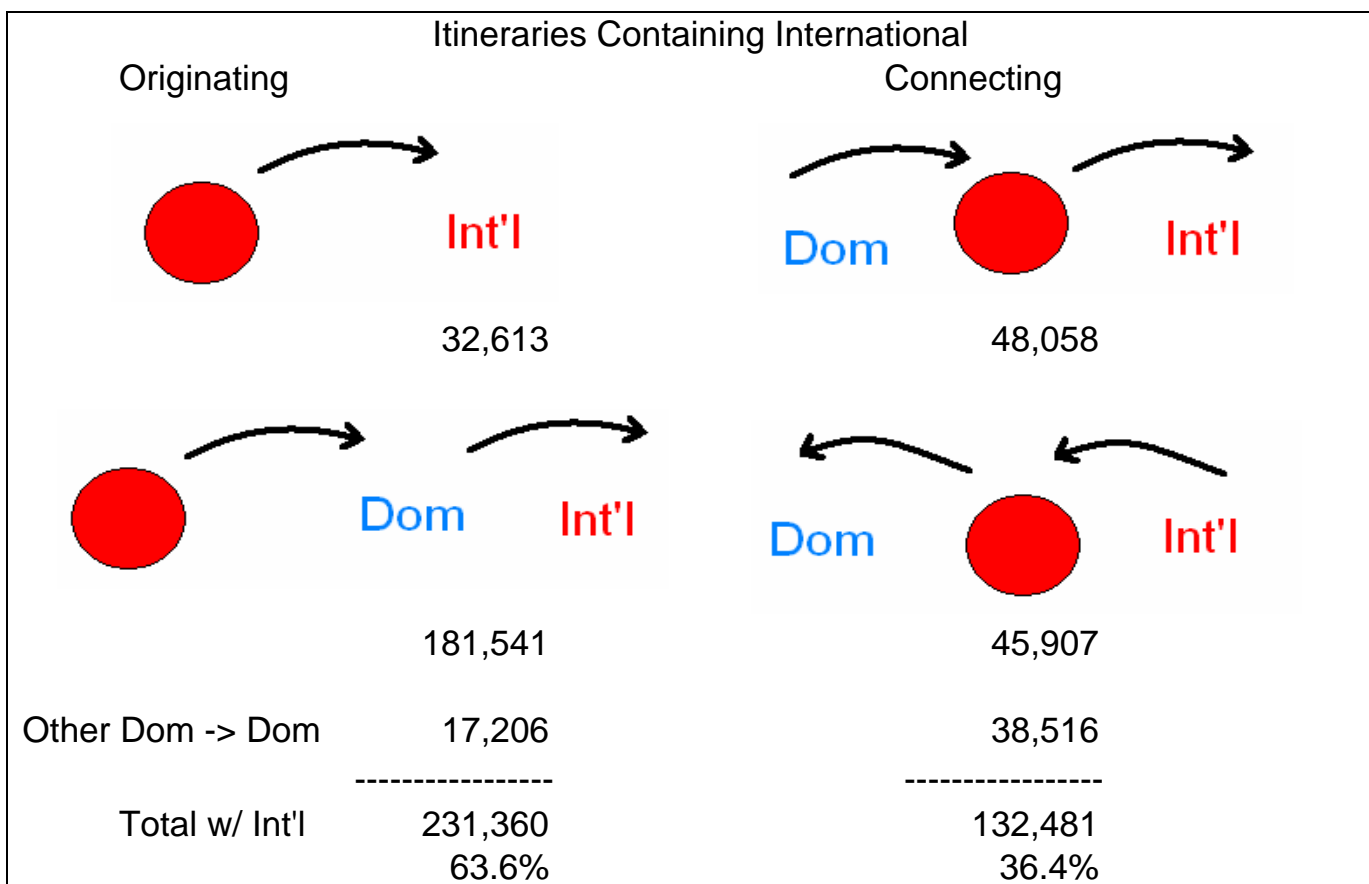 Itineraries Containing International
Originating Connecting
Int'l Dom Int'l
32,613 48,058
Dom Int'l Dom Int'l
181,541 45,907
Other Dom -> Dom 17,206 38,516
----------------- -----------------
Total w/ Int'l 231,360 132,481
63.6% 36.4%